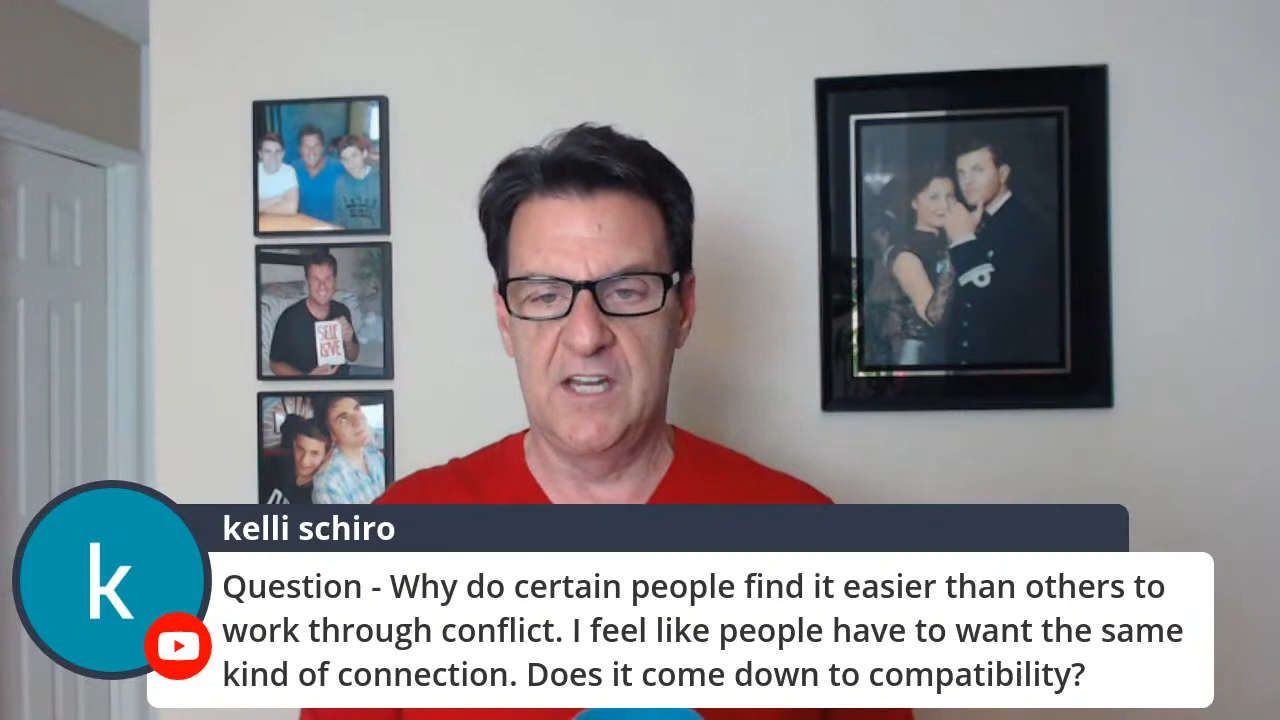 SELF
LOVE
k
kelli schiro
Question - Why do certain people find it easier than others to
work through conflict. I feel like people have to want the same
kind of connection. Does it come down to compatibility?